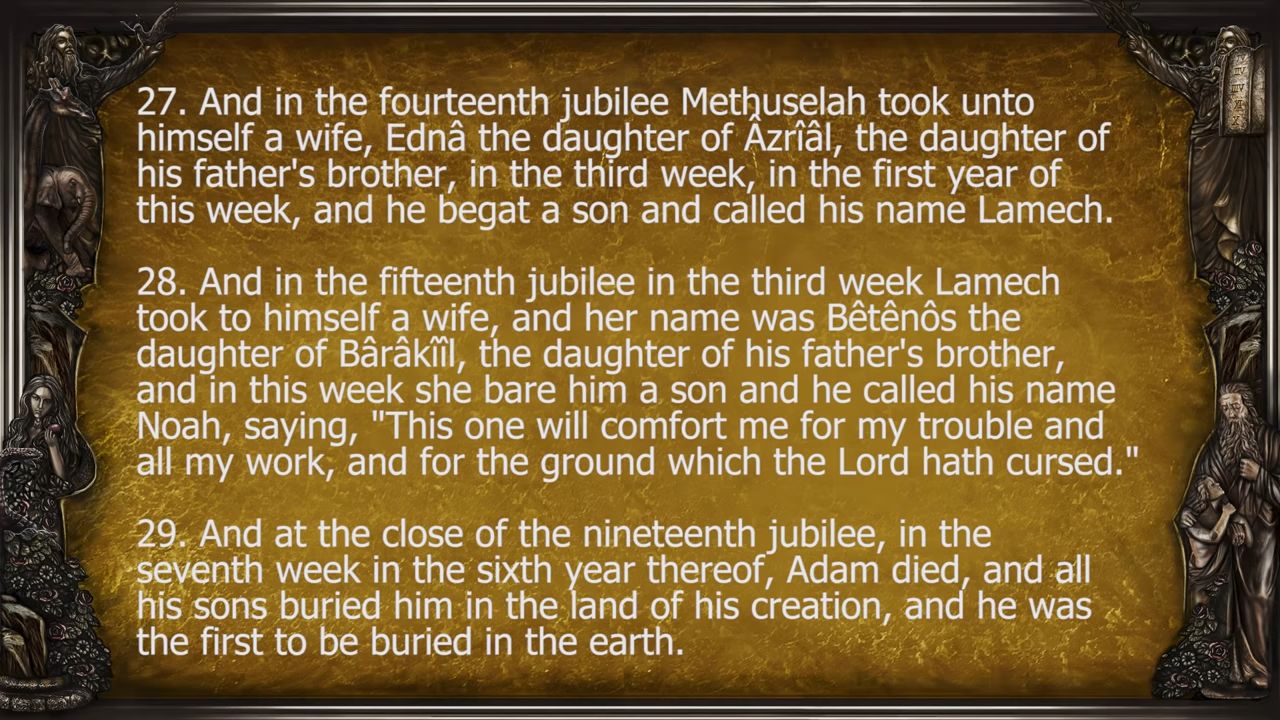 27. And in the fourteenth jubilee Methuselah took unto
himself a wife, Ednâ the daughter of Âzrîâl, the daughter of
his father's brother, in the third week, in the first year of
this week, and he begat a son and called his name Lamech.
28. And in the fifteenth jubilee in the third week Lamech
took to himself a wife, and her name was Bêtênôs the
daughter of Bârâkîîl, the daughter of his father's brother,
and in this week she bare him a son and he called his name
Noah, saying, "This one will comfort me for my trouble and
all my work, and for the ground which the Lord hath cursed."
29. And at the close of the nineteenth jubilee, in the
seventh week in the sixth year thereof, Adam died, and all
his sons buried him in the land of his creation, and he was
the first to be buried in the earth.